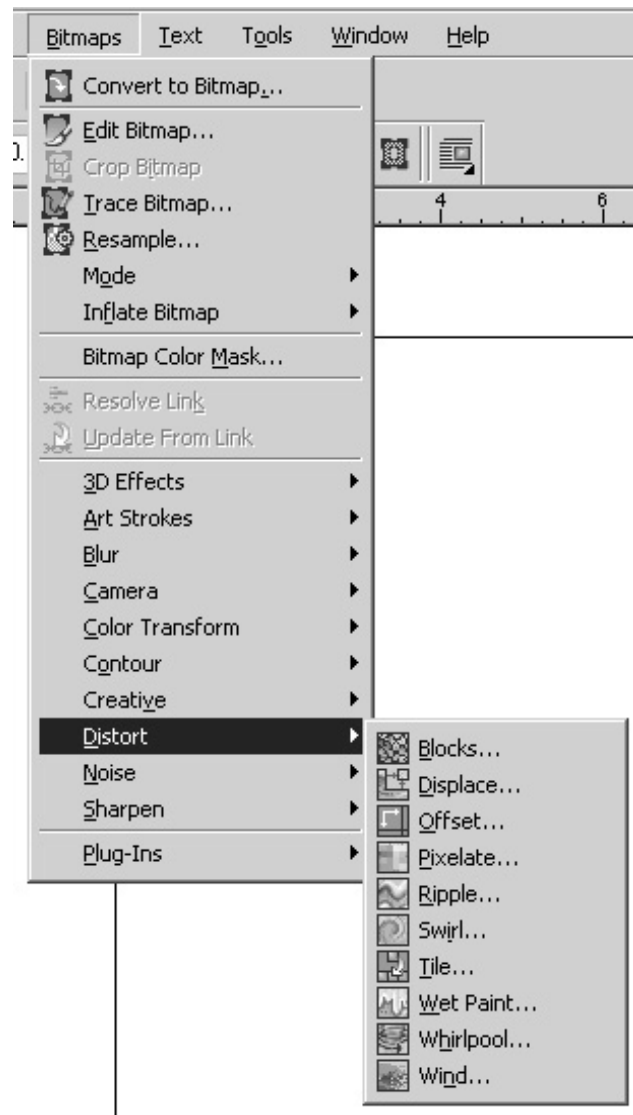 Bitmaps Text Tools Window Help
Convert to Bitmap...
Edit Bitmap...
0.
Crop Bitmap
Trace Bitmap...
4 6
Resample...
Mode
Inflate Bitmap
Bitmap Color Mask...
Resolve Link
Update From Link
3D Effects
Art Strokes
Blur
Camera
Color Transform
Contour
Creative
Distort
Noise
Sharpen
Plug-Ins
Blocks...
Displace...
Offset...
Pixelate...
Ripple...
Swirl...
Tile...
Wet Paint...
Whirlpool...
Wind...